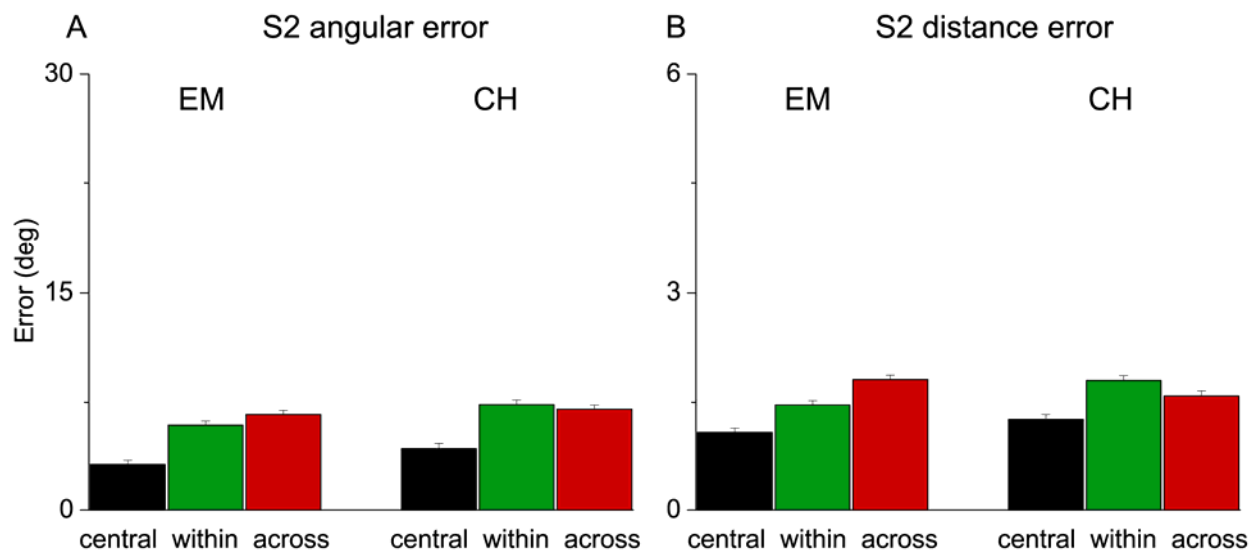 A S2 angular error
B S2 distance error
30
EM CH
15
0
Error (deg)
central within across central within across
6
EM CH
3
0
central within across central within across